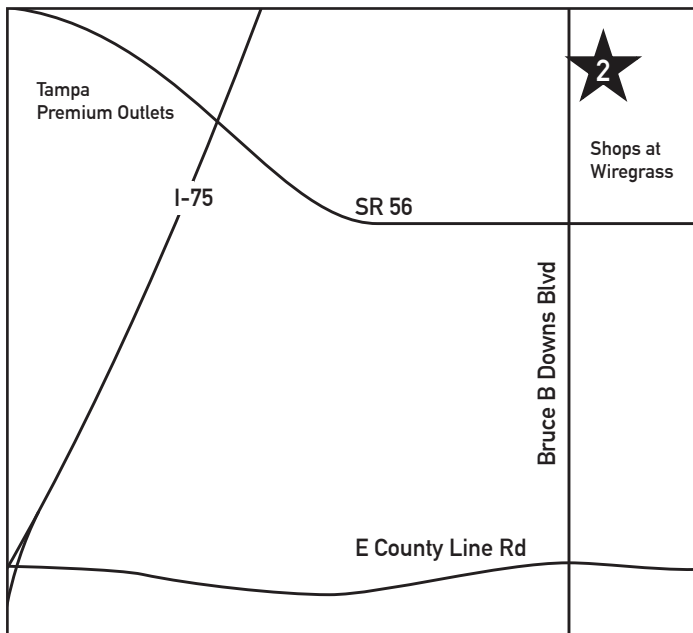 2
Tampa
Premium Outlets
Shops at
Wiregrass
I-75
SR 56
Bruce B Downs Blvd
E County Line Rd